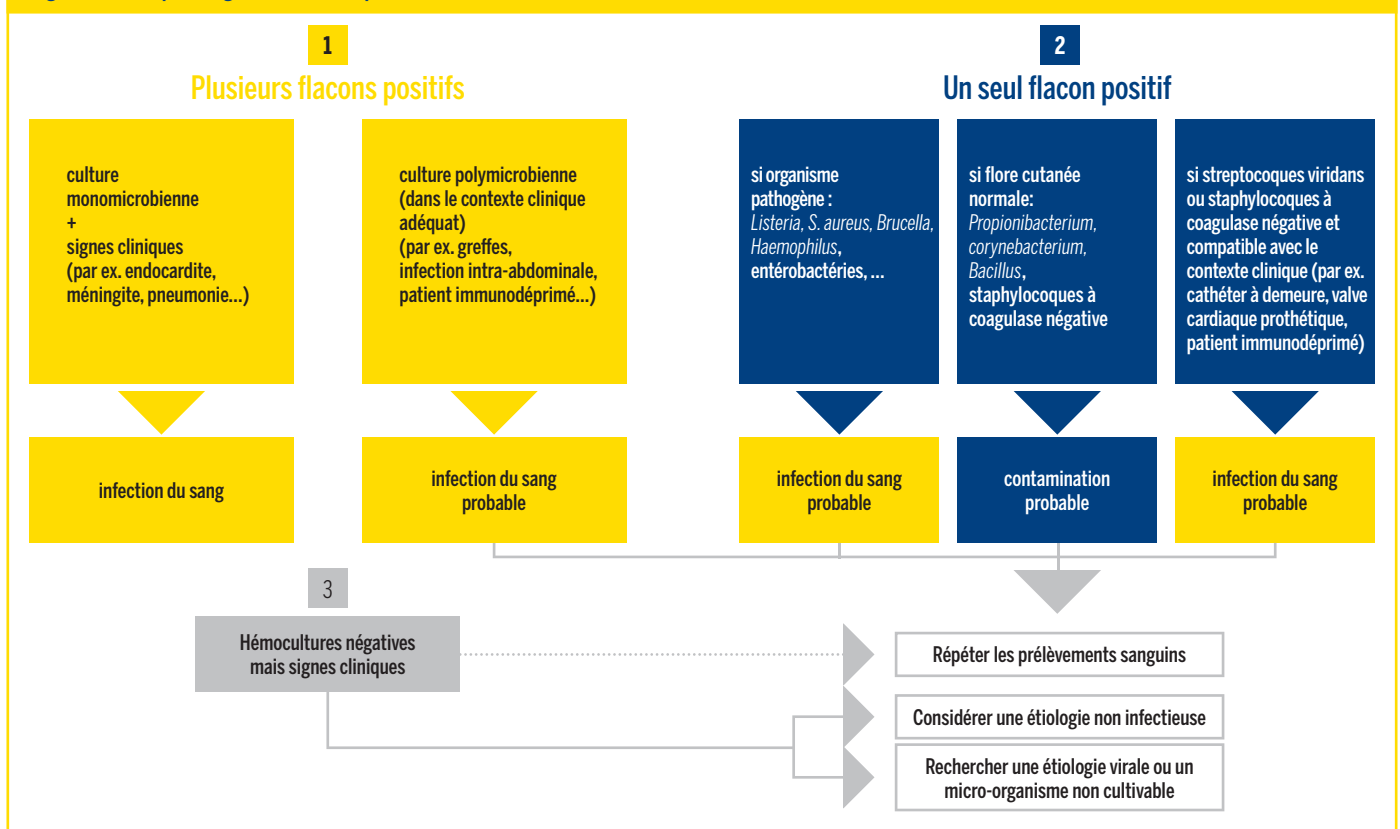 1
Plusieurs flacons positifs
2
Un seul flacon positif
culture
monomicrobienne
+
signes cliniques
(par ex. endocardite,
méningite, pneumonie...)
culture polymicrobienne
(dans le contexte clinique
adéquat)
(par ex. greffes,
infection intra-abdominale,
patient immunodéprimé...)
si organisme
pathogène :
Listeria, S. aureus, Brucella,
Haemophilus,
entérobactéries, ...
si flore cutanée
normale:
Propionibacterium,
corynebacterium,
Bacillus,
staphylocoques à
coagulase négative
si streptocoques viridans
ou staphylocoques à
coagulase négative et
compatible avec le
contexte clinique (par ex.
cathéter à demeure, valve
cardiaque prothétique,
patient immunodéprimé)
infection du sang
infection du sang
probable
infection du sang
probable
contamination
probable
infection du sang
probable
3
Hémocultures négatives
mais signes cliniques
Répéter les prélèvements sanguins
Considérer une étiologie non infectieuse
Rechercher une étiologie virale ou un
micro-organisme non cultivable